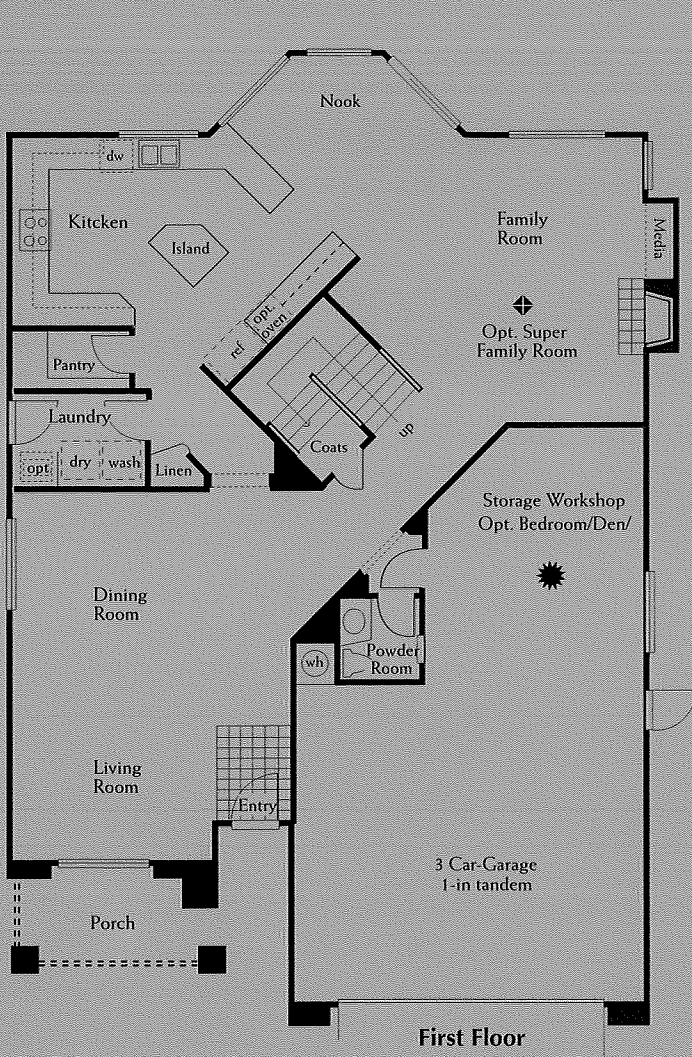 Nook
dw
Kitcken
Island
Family
Room
Media
opt.
oven
ref
Opt. Super
Family Room
Pantry
Laundry
up
Coats
opt
dry
wash
Linen
Storage Workshop
Opt. Bedroom/Den/
Dining
Room
Powder
Room
wh
Living
Room
Entry
3 Car-Garage
1-in tandem
Porch
First Floor